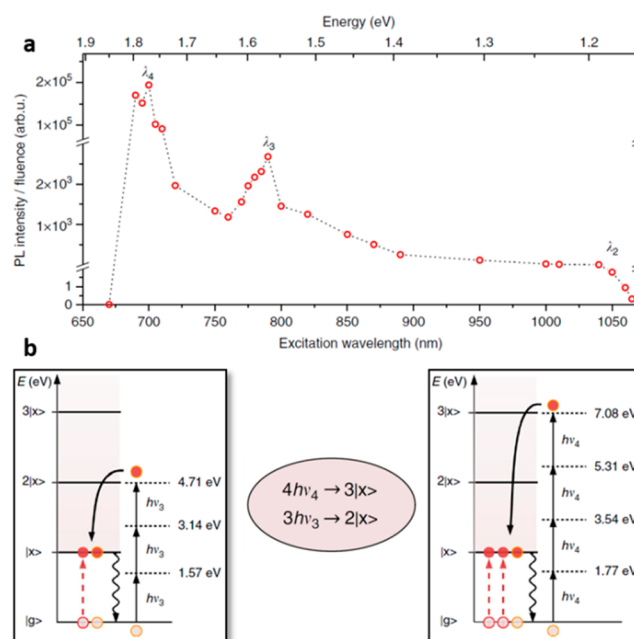 a
Energy (eV)
1.9 1.8 1.7 1.6 1.5 1.4 1.3 1.2
PL intensity / fluence (arb.u.)
2×10⁵
1×10⁵
2×10³
1×10³
1
0
λ₄
λ₃
λ₂
650 700 750 800 850 900 950 1000 1050
Excitation wavelength (nm)
b
E (eV)
3|x>
2|x>
|x>
|g>
4.71 eV
hν₃
3.14 eV
hν₃
1.57 eV
hν₃
4hν₄ → 3|x>
3hν₃ → 2|x>
E (eV)
3|x>
2|x>
|x>
|g>
7.08 eV
hν₄
5.31 eV
hν₄
3.54 eV
hν₄
1.77 eV
hν₄